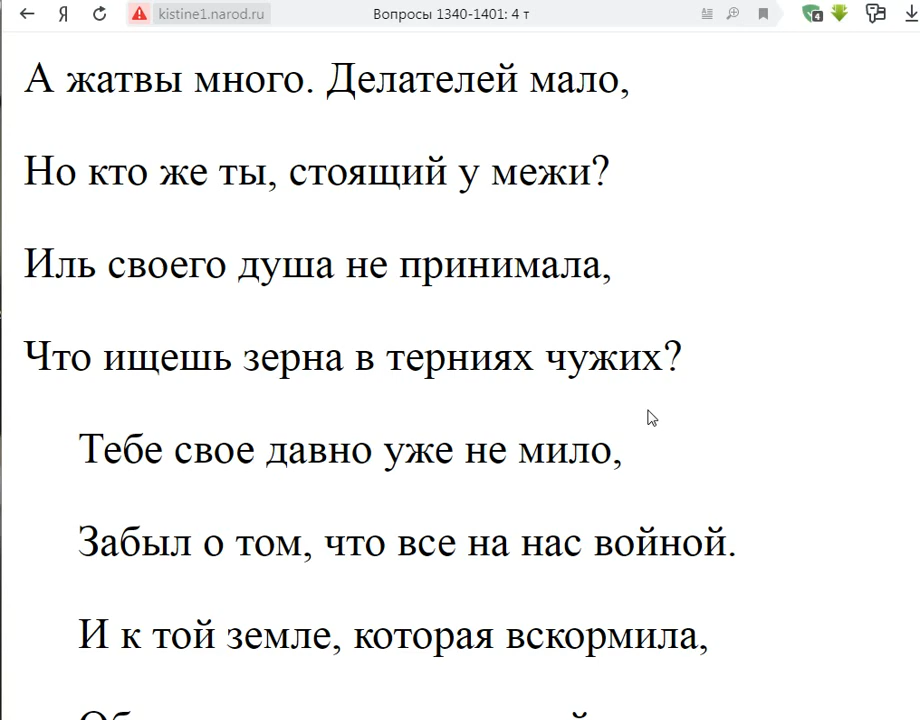 kistine1.narod.ru
Вопросы 1340-1401: 4 т
4
А жатвы много. Делателей мало,
Но кто же ты, стоящий у межи?
Иль своего душа не принимала,
Что ищешь зерна в терниях чужих?
Тебе свое давно уже не мило,
Забыл о том, что все на нас войной.
И к той земле, которая вскормила,